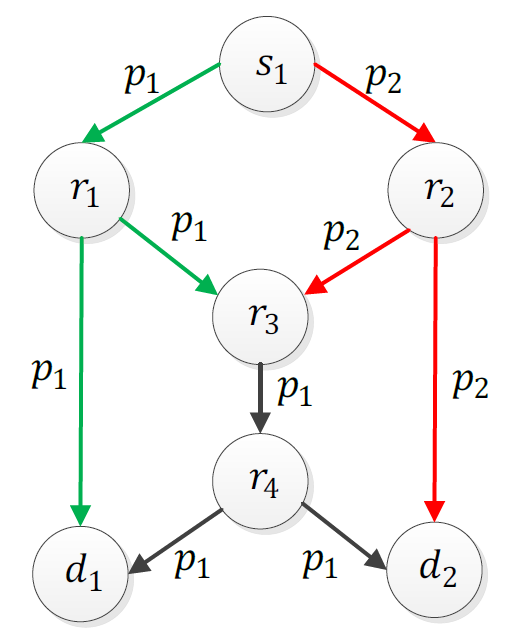 s₁
p₁ p₂
r₁ r₂
p₁ p₂
r₃
p₁ p₁ p₂
r₄
p₁ p₁
d₁ d₂